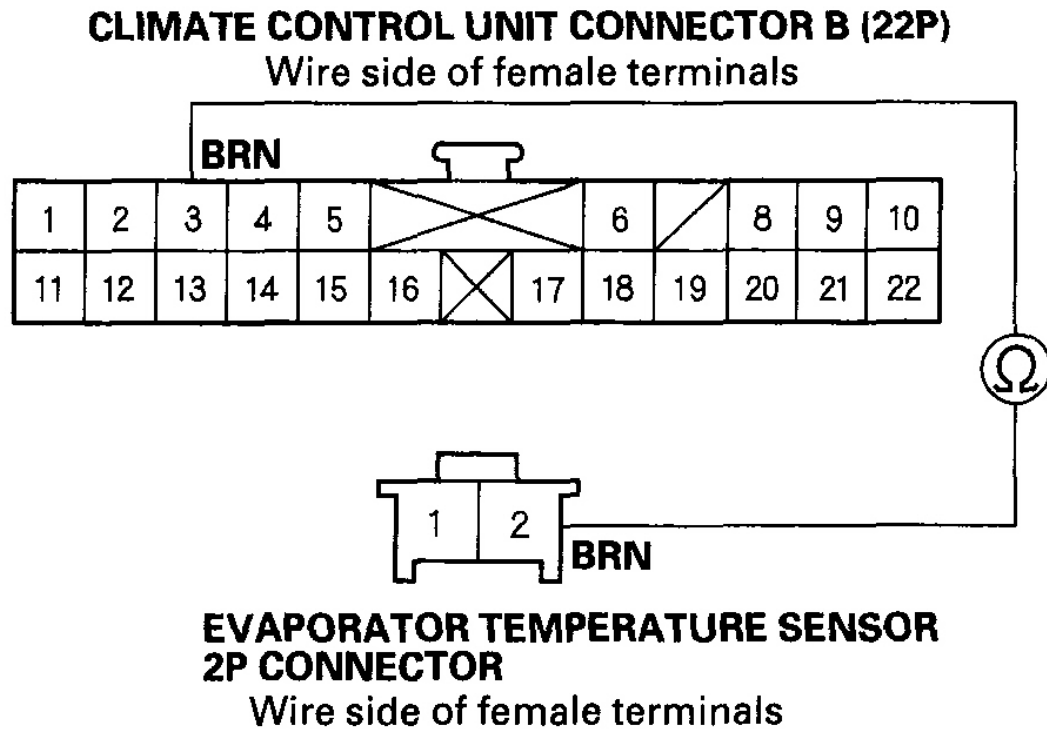 CLIMATE CONTROL UNIT CONNECTOR B (22P)
Wire side of female terminals
BRN
1 2 3 4 5 6 8 9 10
11 12 13 14 15 16 17 18 19 20 21 22
Ω
1 2
BRN
EVAPORATOR TEMPERATURE SENSOR
2P CONNECTOR
Wire side of female terminals